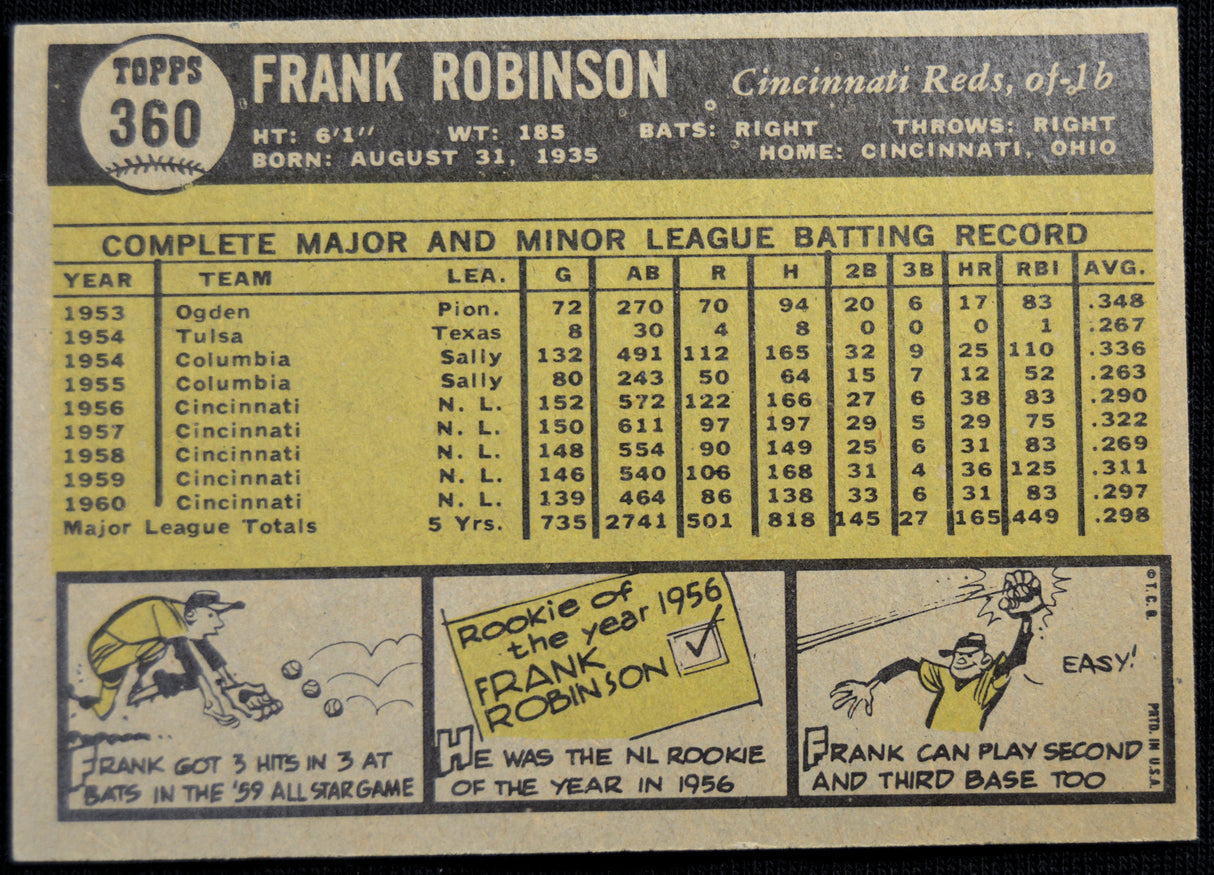 TOPPS
360
FRANK ROBINSON
Cincinnati Reds, of-1b
HT: 6'1" WT: 185 BATS: RIGHT THROWS: RIGHT
BORN: AUGUST 31, 1935 HOME: CINCINNATI, OHIO
COMPLETE MAJOR AND MINOR LEAGUE BATTING RECORD
YEAR TEAM LEA. G AB R H 2B 3B HR RBI AVG.
1953 Ogden Pion. 72 270 70 94 20 6 17 83 .348
1954 Tulsa Texas 8 30 4 8 0 0 0 1 .267
1954 Columbia Sally 132 491 112 165 32 9 25 110 .336
1955 Columbia Sally 80 243 50 64 15 7 12 52 .263
1956 Cincinnati N. L. 152 572 122 166 27 6 38 83 .290
1957 Cincinnati N. L. 150 611 97 197 29 5 29 75 .322
1958 Cincinnati N. L. 148 554 90 149 25 6 31 83 .269
1959 Cincinnati N. L. 146 540 106 168 31 4 36 125 .311
1960 Cincinnati N. L. 139 464 86 138 33 6 31 83 .297
Major League Totals 5 Yrs. 735 2741 501 818 145 27 165 449 .298
FRANK GOT 3 HITS IN 3 AT
BATS IN THE '59 ALL STAR GAME
ROOKIE OF
the year 1956
FRANK
ROBINSON
HE WAS THE NL ROOKIE
OF THE YEAR IN 1956
EASY!
FRANK CAN PLAY SECOND
AND THIRD BASE TOO
© T. C. G.
PRTD. IN U.S.A.